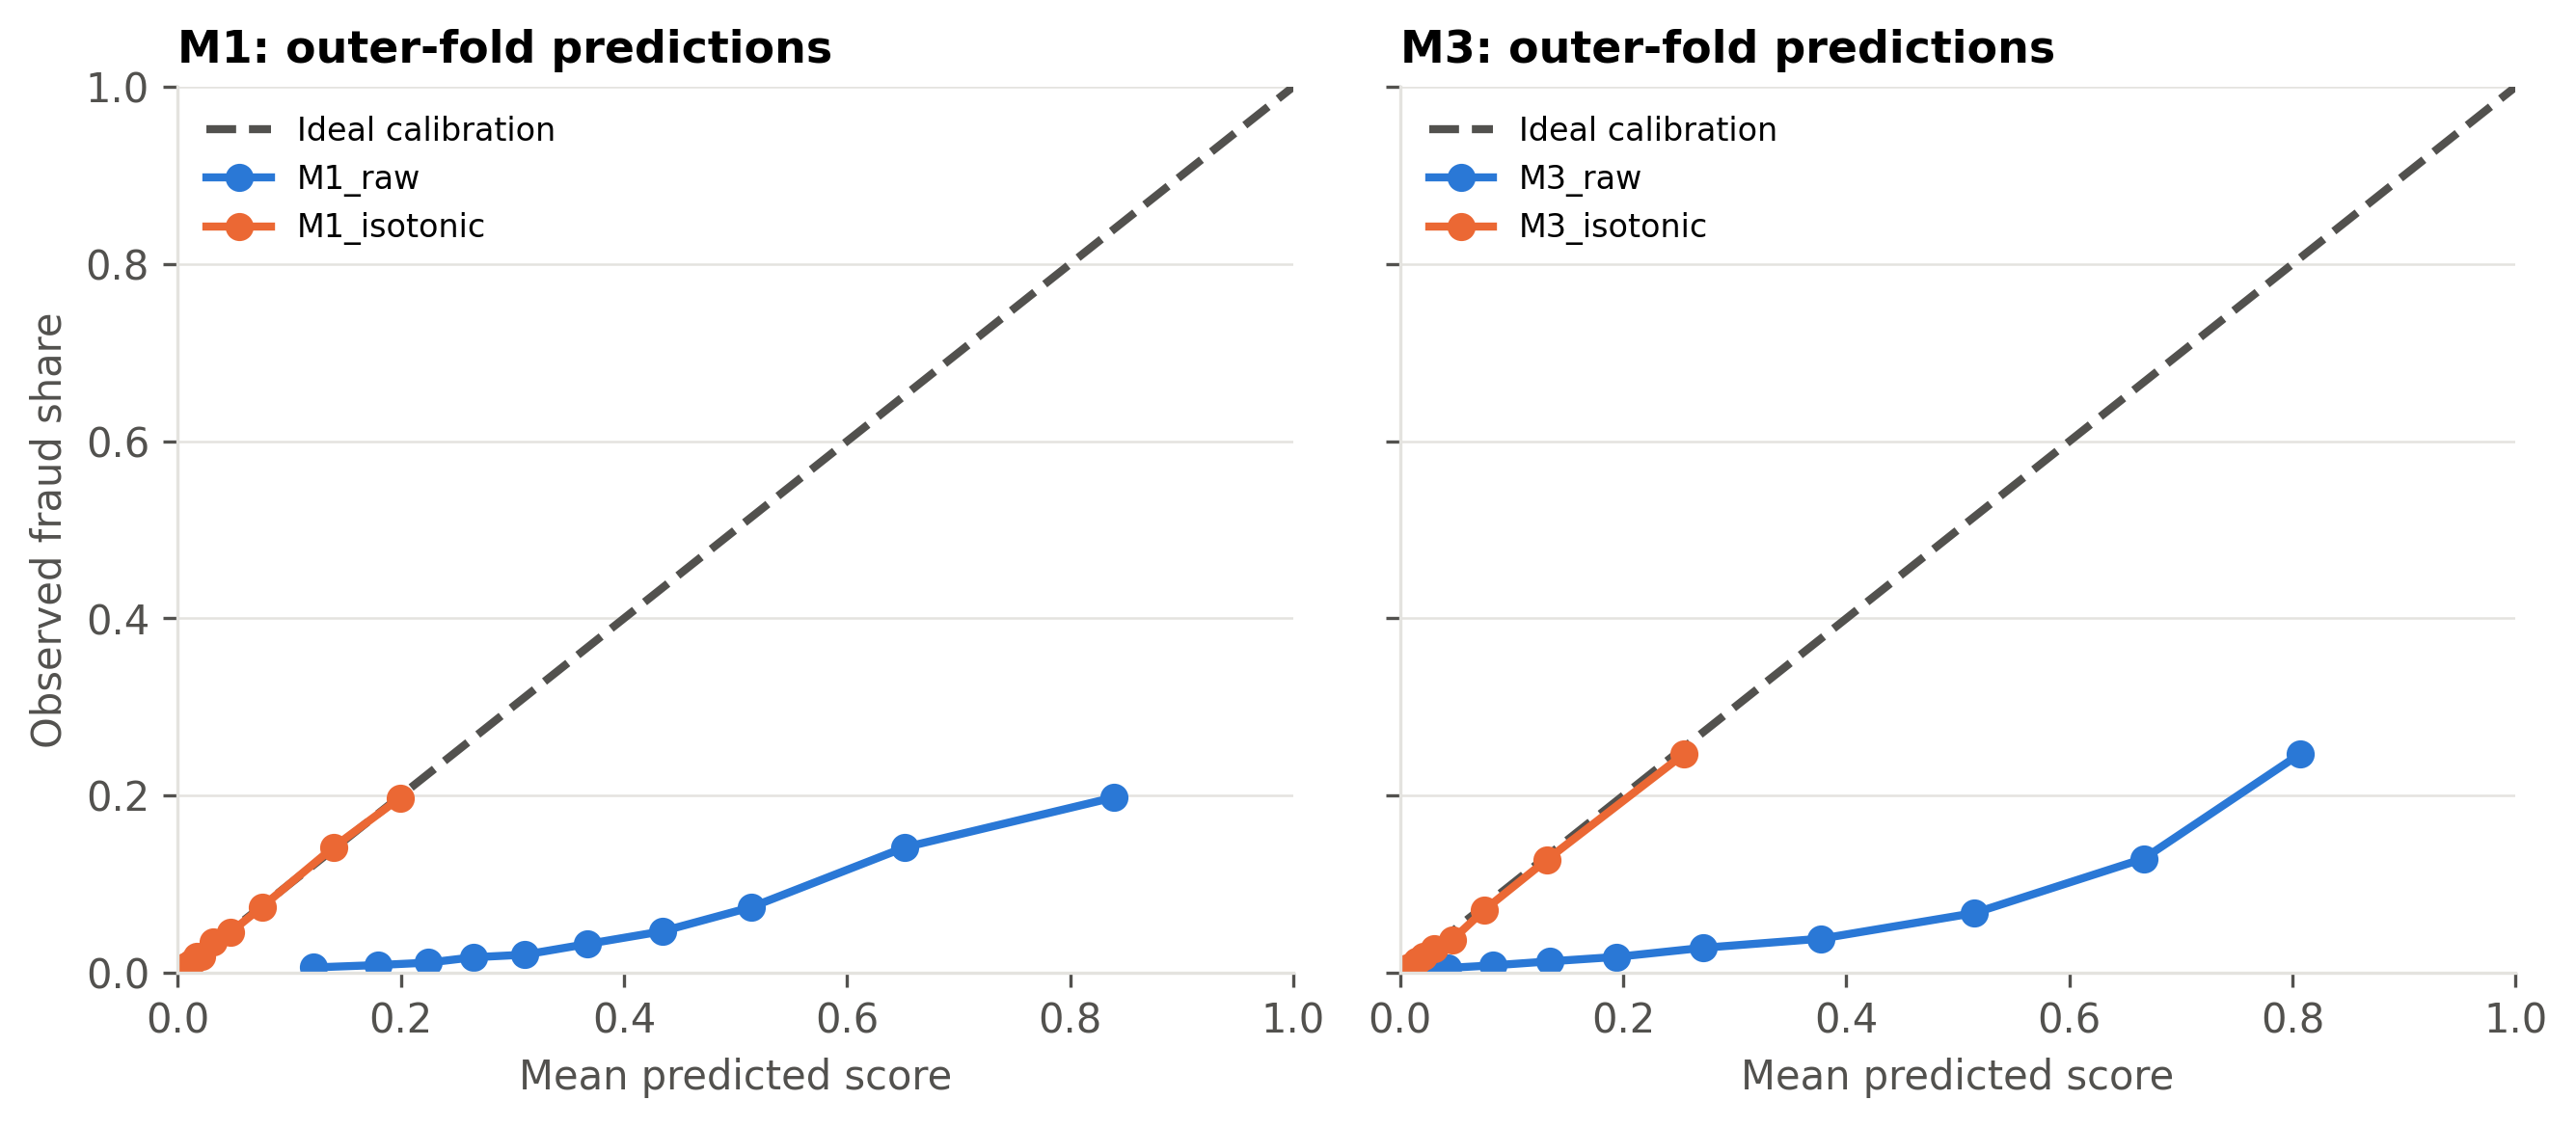 M1: outer-fold predictions
1.0
0.8
0.6
0.4
0.2
0.0
Observed fraud share
Ideal calibration
M1_raw
M1_isotonic
0.0 0.2 0.4 0.6 0.8 1.0
Mean predicted score
M3: outer-fold predictions
Ideal calibration
M3_raw
M3_isotonic
0.0 0.2 0.4 0.6 0.8 1.0
Mean predicted score